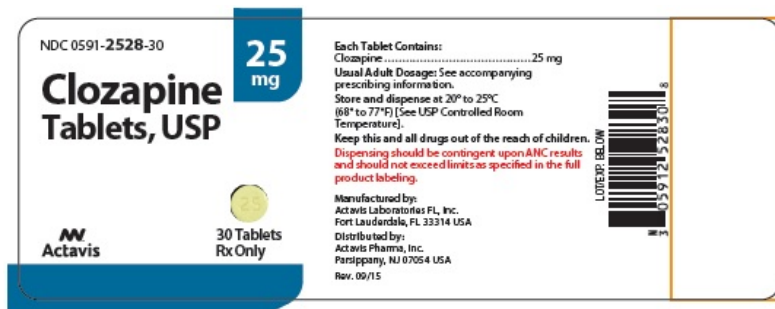 NDC 0591-2528-30
25
mg
Clozapine
Tablets, USP
25
Actavis
30 Tablets
Rx Only
Each Tablet Contains:
Clozapine............................................25 mg
Usual Adult Dosage: See accompanying
prescribing information.
Store and dispense at 20° to 25°C
(68° to 77°F) [See USP Controlled Room
Temperature].
Keep this and all drugs out of the reach of children.
Dispensing should be contingent upon ANC results
and should not exceed limits as specified in the full
product labeling.
Manufactured by:
Actavis Laboratories FL, Inc.
Fort Lauderdale, FL 33314 USA
Distributed by:
Actavis Pharma, Inc.
Parsippany, NJ 07054 USA
Rev. 09/15
LOT/EXP. BELOW
N
3 05912 52830 8